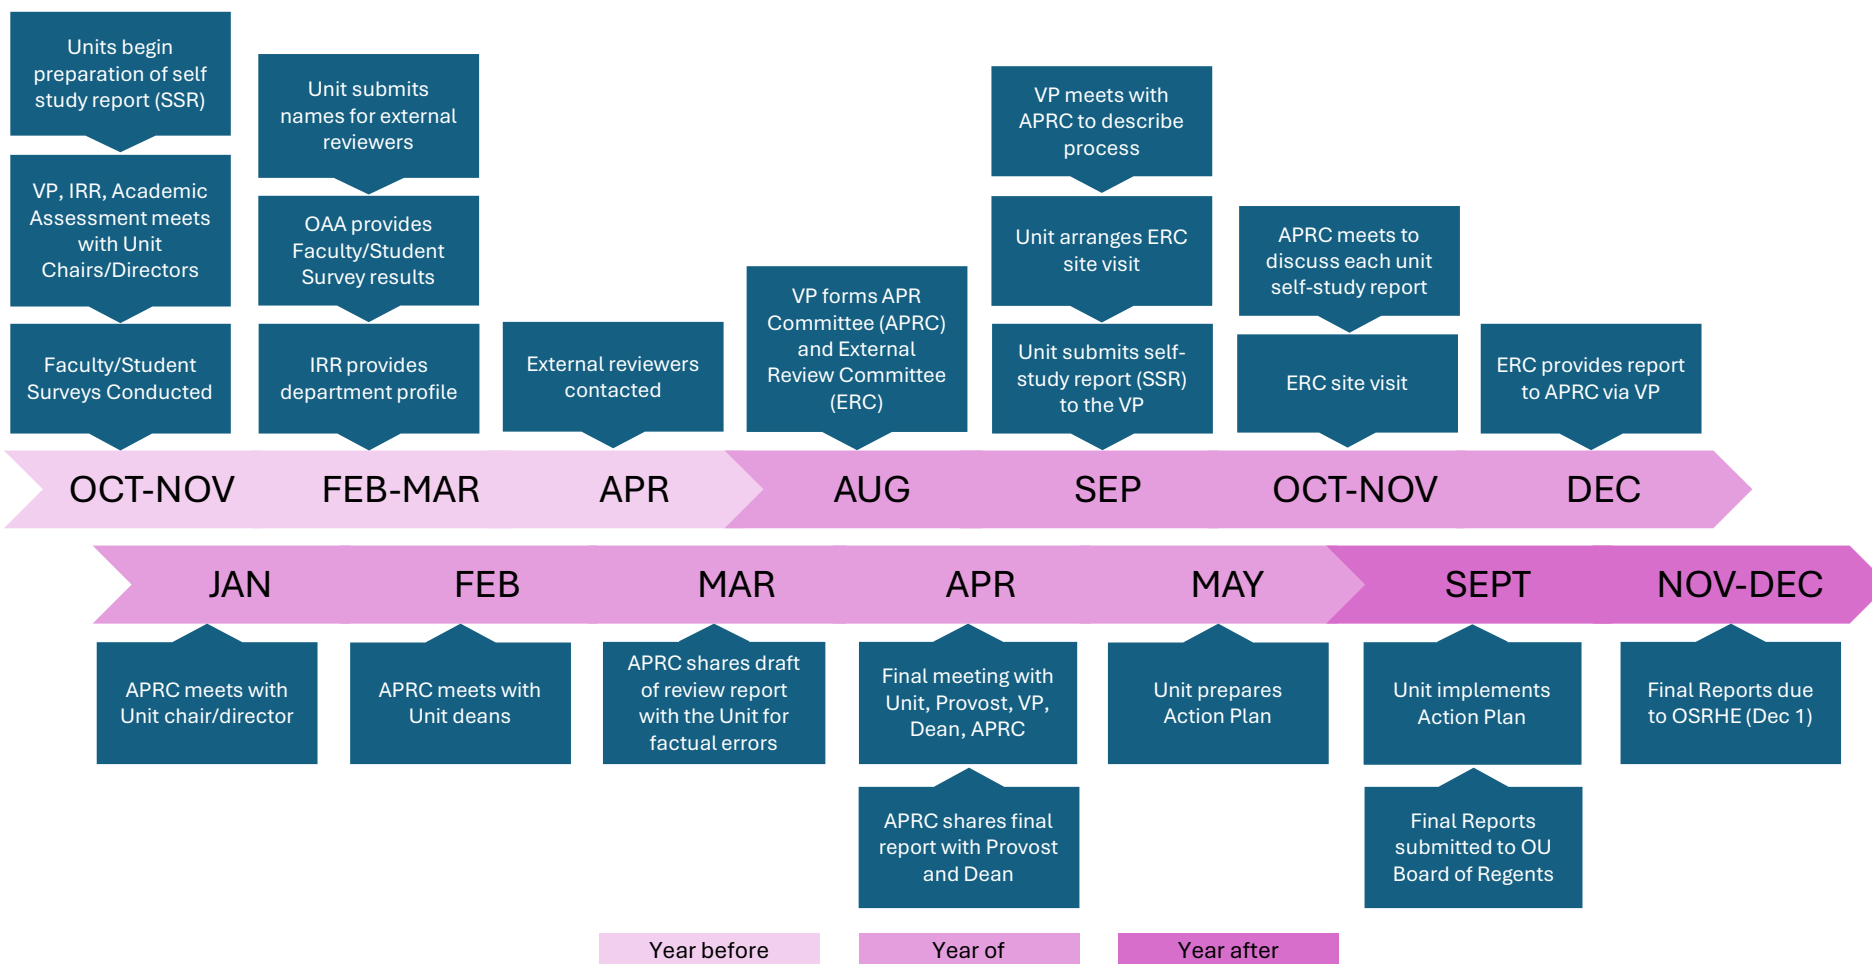 Units begin
preparation of self
study report (SSR)
VP, IRR, Academic
Assessment meets
with Unit
Chairs/Directors
Faculty/Student
Surveys Conducted
Unit submits
names for external
reviewers
OAA provides
Faculty/Student
Survey results
IRR provides
department profile
External reviewers
contacted
VP forms APR
Committee (APRC)
and External
Review Committee
(ERC)
VP meets with
APRC to describe
process
Unit arranges ERC
site visit
Unit submits self-
study report (SSR)
to the VP
APRC meets to
discuss each unit
self-study report
ERC site visit
ERC provides report
to APRC via VP
OCT-NOV
FEB-MAR
APR
AUG
SEP
OCT-NOV
DEC
JAN
FEB
MAR
APR
MAY
SEPT
NOV-DEC
APRC meets with
Unit chair/director
APRC meets with
Unit deans
APRC shares draft
of review report
with the Unit for
factual errors
Final meeting with
Unit, Provost, VP,
Dean, APRC
APRC shares final
report with Provost
and Dean
Unit prepares
Action Plan
Unit implements
Action Plan
Final Reports
submitted to OU
Board of Regents
Final Reports due
to OSRHE (Dec 1)
Year before
Year of
Year after